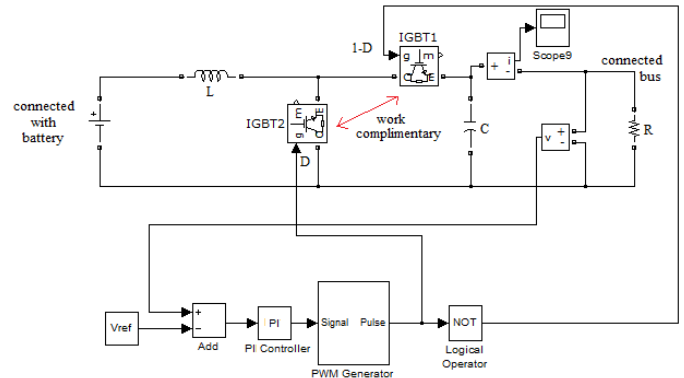 IGBT1
1-D
g m
C E
+ i -
Scope9
connected
bus
L
connected
with
battery
+
IGBT2
m E
g C
work
complimentary
D
C
v + -
R
Vref
+
−
Add
PI
PI Controller
Signal Pulse
PWM Generator
NOT
Logical
Operator